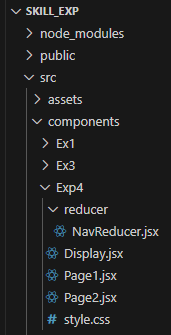 SKILL_EXP
node_modules
public
src
assets
components
Ex1
Ex3
Exp4
reducer
NavReducer.jsx
Display.jsx
Page1.jsx
Page2.jsx
# style.css